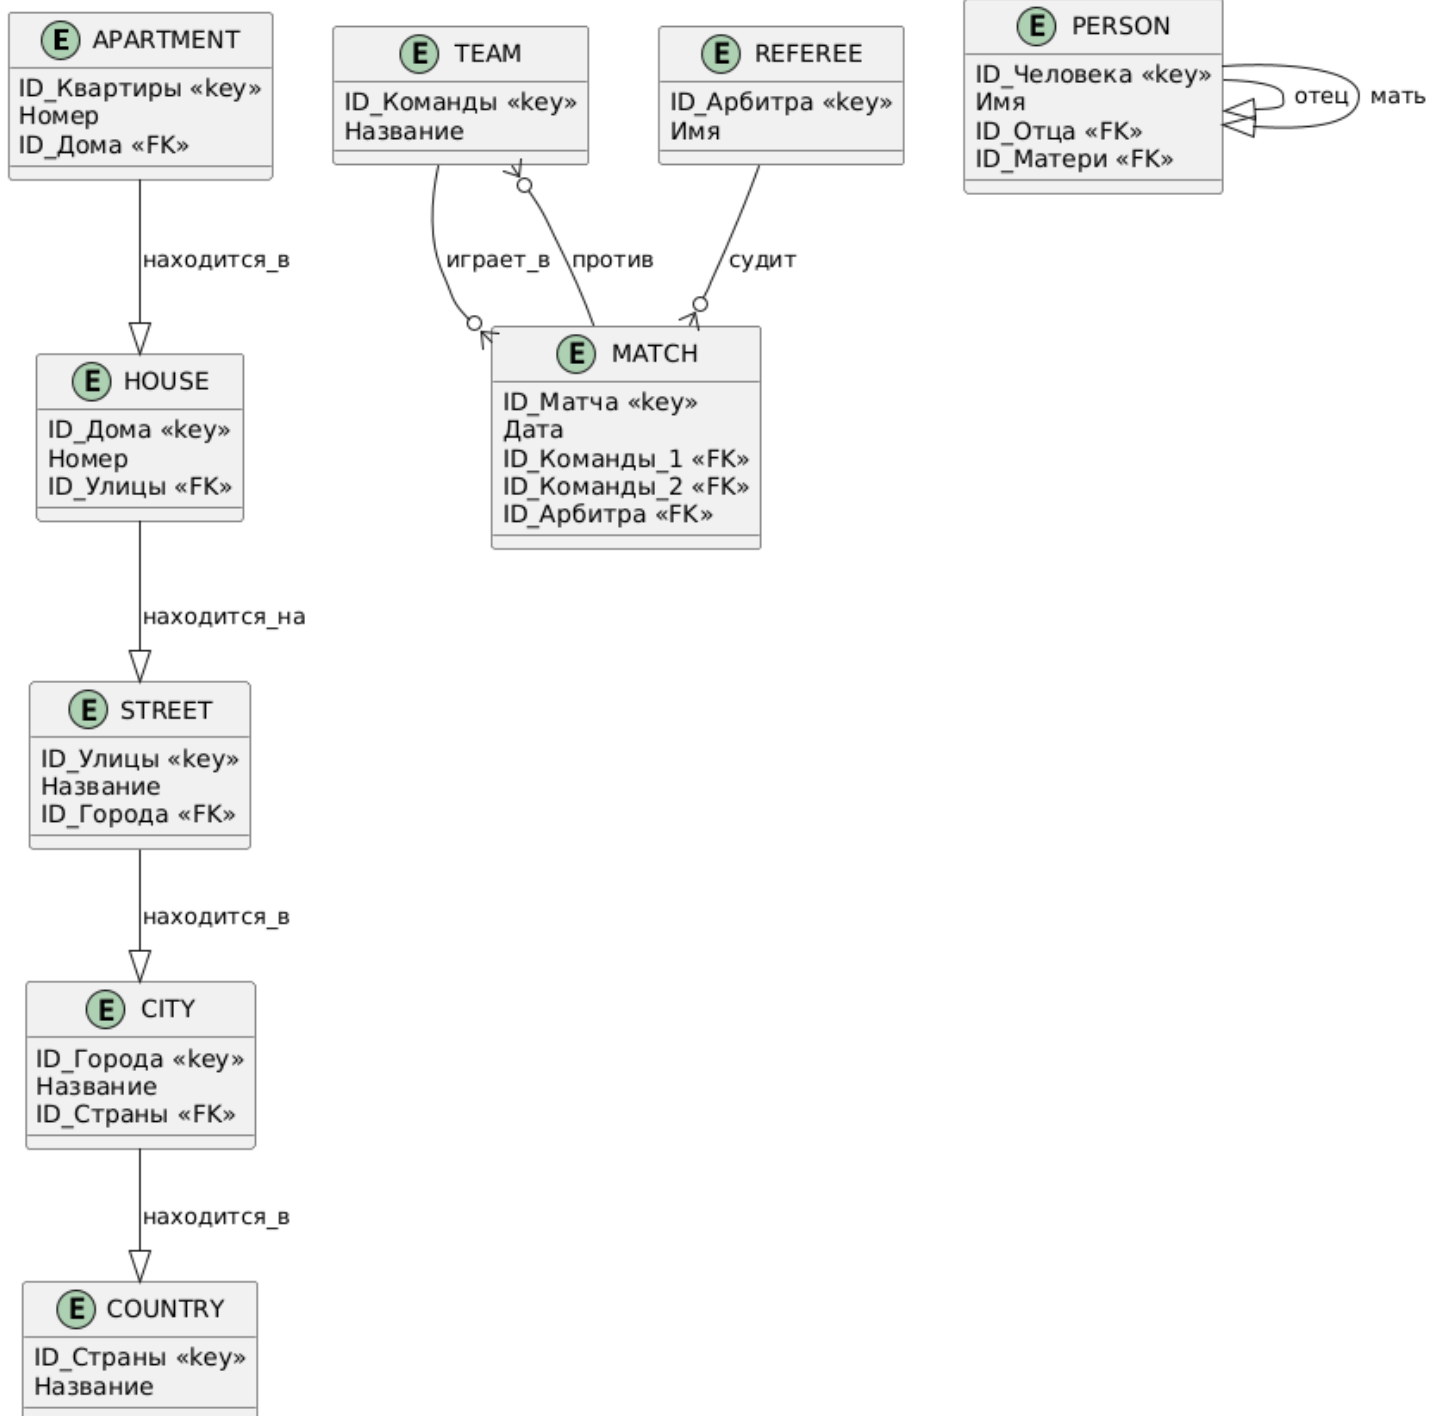 E APARTMENT
ID_Квартиры «key»
Номер
ID_Дома «FK»
находится_в
E HOUSE
ID_Дома «key»
Номер
ID_Улицы «FK»
находится_на
E STREET
ID_Улицы «key»
Название
ID_Города «FK»
находится_в
E CITY
ID_Города «key»
Название
ID_Страны «FK»
находится_в
E COUNTRY
ID_Страны «key»
Название
E TEAM
ID_Команды «key»
Название
E REFEREE
ID_Арбитра «key»
Имя
играет_в
против
судит
E MATCH
ID_Матча «key»
Дата
ID_Команды_1 «FK»
ID_Команды_2 «FK»
ID_Арбитра «FK»
E PERSON
ID_Человека «key»
Имя
ID_Отца «FK»
ID_Матери «FK»
отец
мать